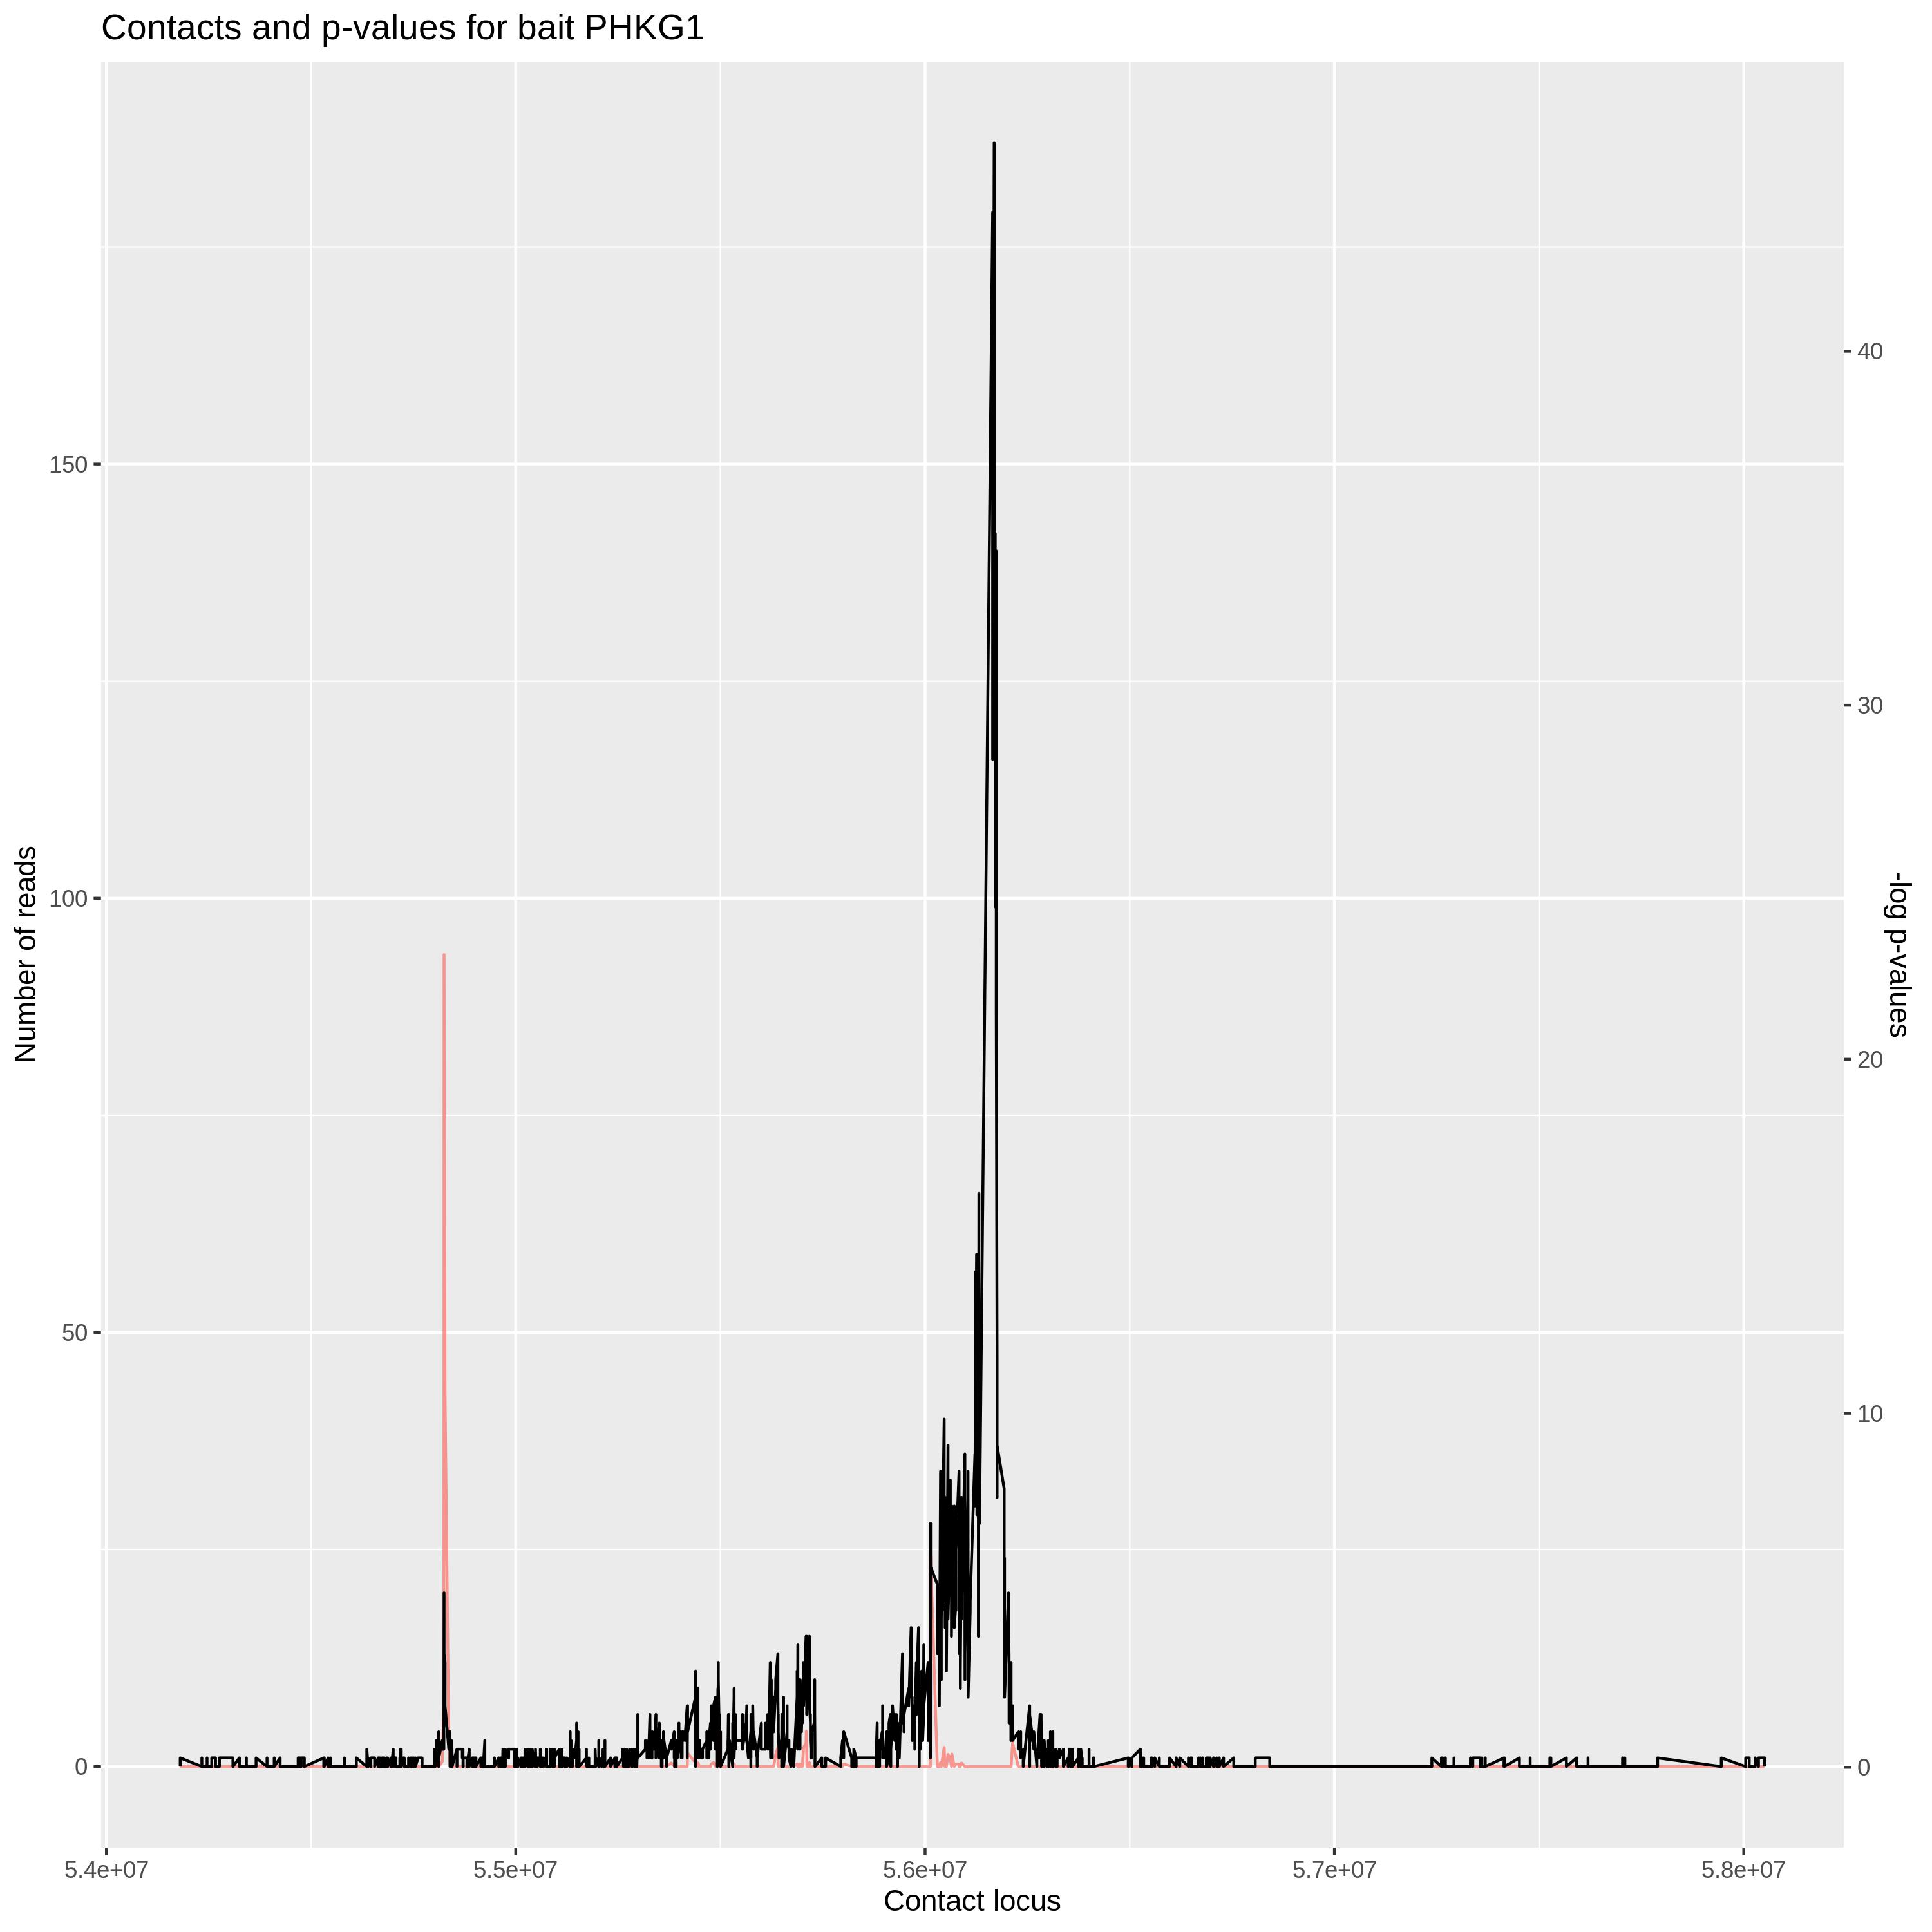 Contacts and p-values for bait PHKG1
Number of reads
150
100
50
0
40
30
20
10
0
-log p-values
5.4e+07 5.5e+07 5.6e+07 5.7e+07 5.8e+07
Contact locus